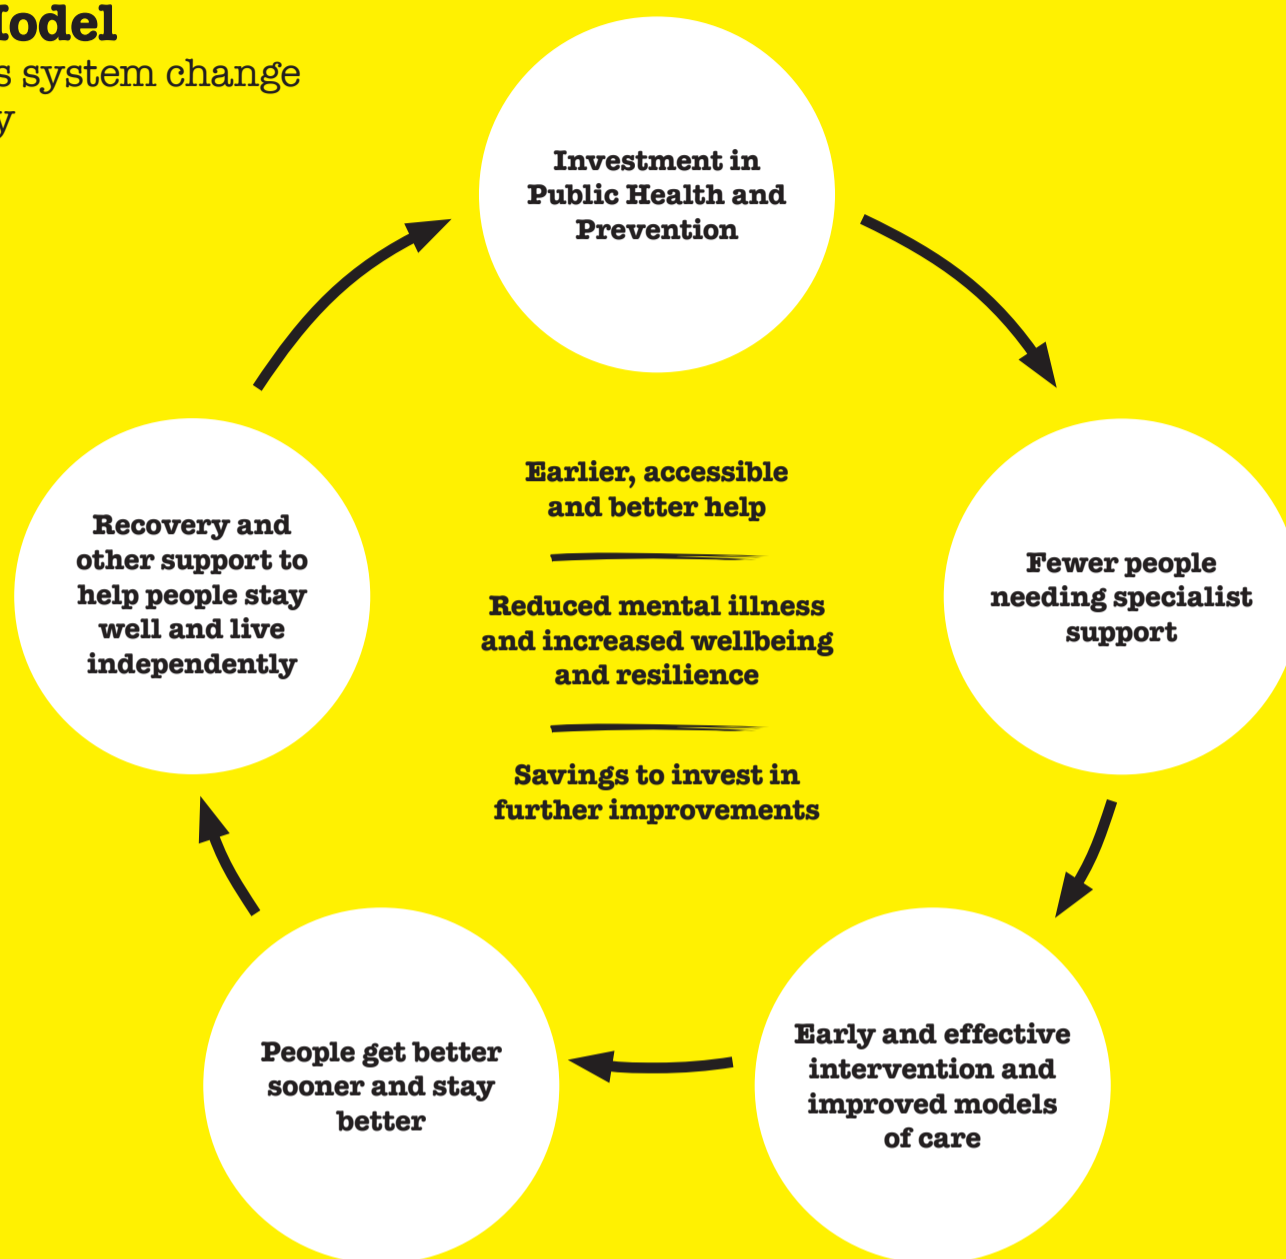 odel
s system change
y
Investment in
Public Health and
Prevention
Earlier, accessible
and better help
Reduced mental illness
and increased wellbeing
and resilience
Savings to invest in
further improvements
Fewer people
needing specialist
support
Early and effective
intervention and
improved models
of care
People get better
sooner and stay
better
Recovery and
other support to
help people stay
well and live
independently